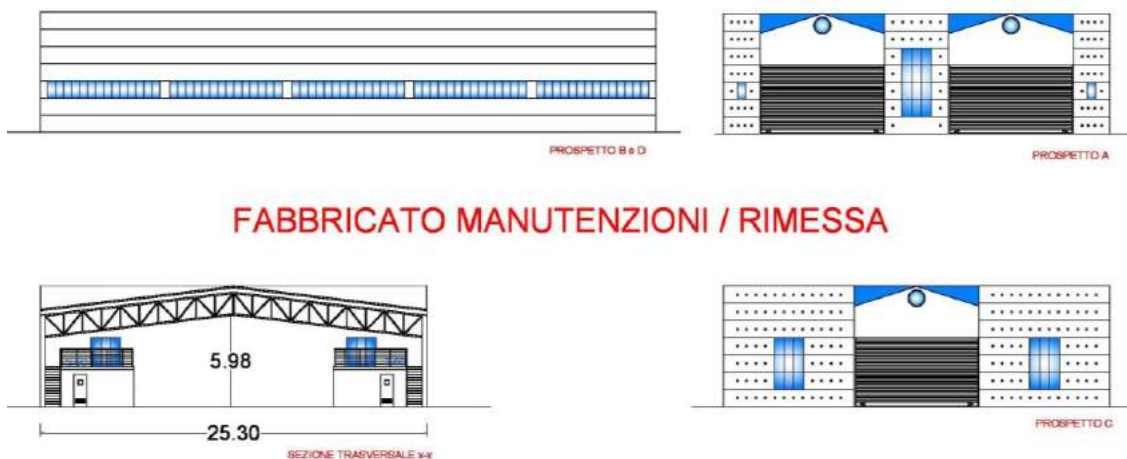 PROSPETTO B e D
PROSPETTO A
FABBRICATO MANUTENZIONI / RIMESSA
5.98
25.30
SEZIONE TRASVERSALE x-x
PROSPETTO C